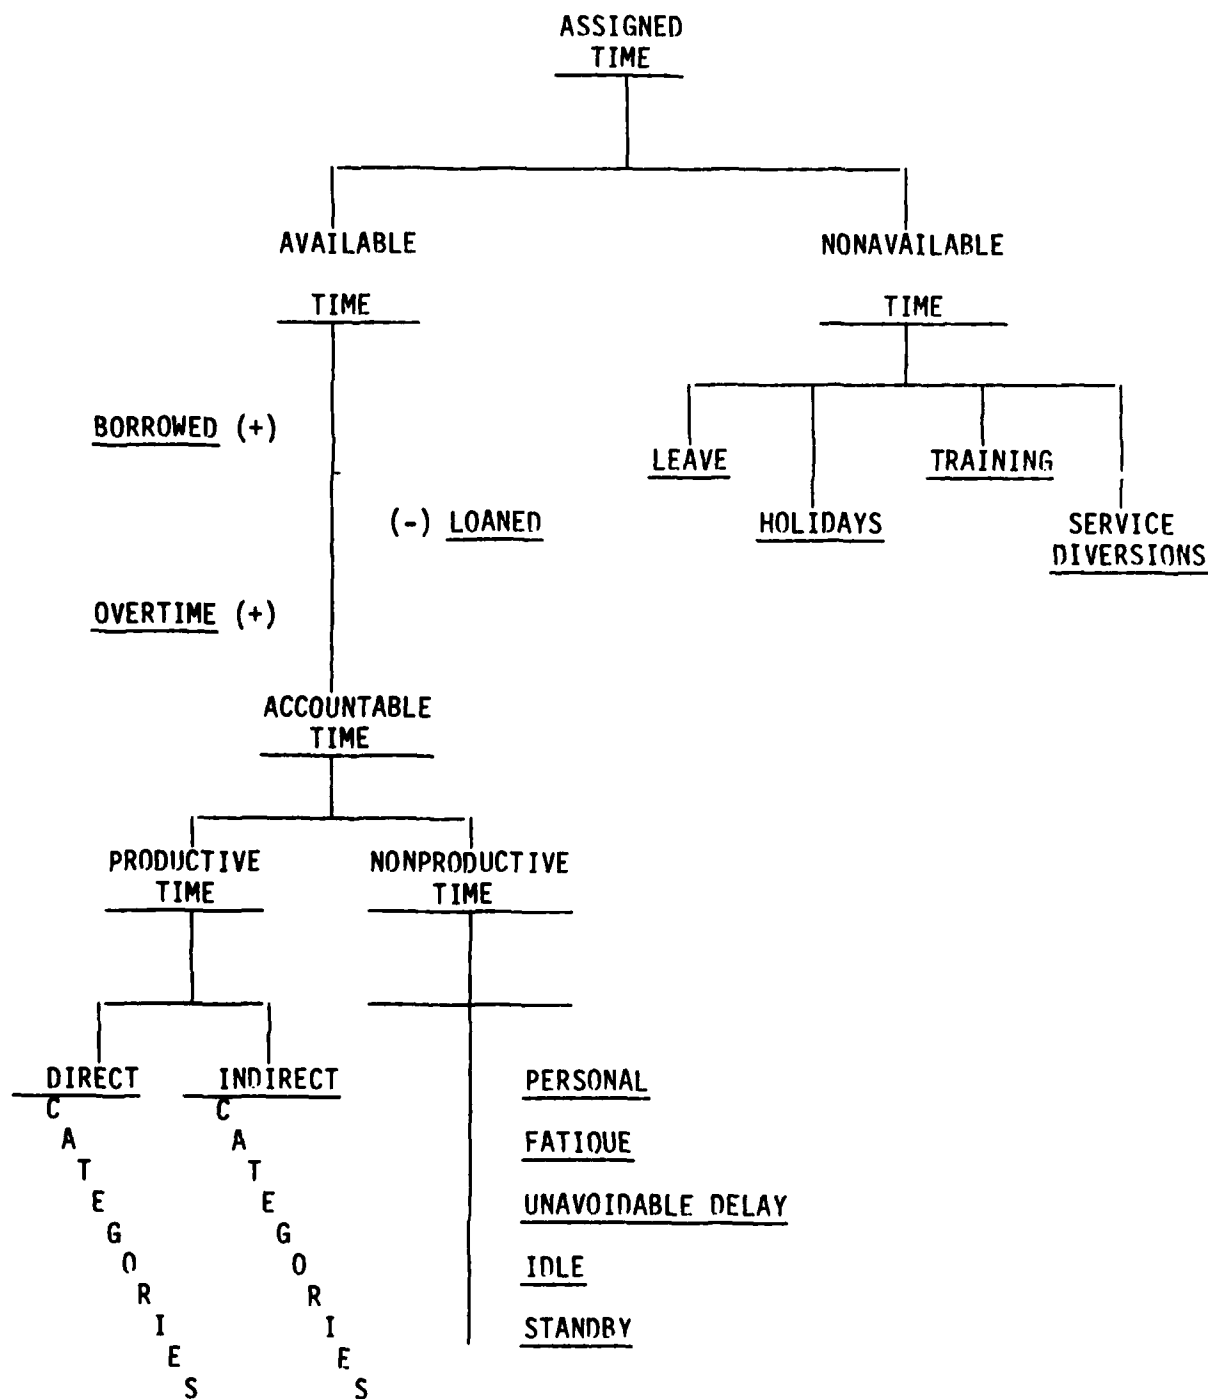 ASSIGNED
TIME
AVAILABLE
TIME
NONAVAILABLE
TIME
BORROWED (+)
(-) LOANED
OVERTIME (+)
LEAVE
HOLIDAYS
TRAINING
SERVICE
DIVERSIONS
ACCOUNTABLE
TIME
PRODUCTIVE
TIME
NONPRODUCTIVE
TIME
DIRECT
CATEGORIES
INDIRECT
CATEGORIES
PERSONAL
FATIQUE
UNAVOIDABLE DELAY
IDLE
STANDBY